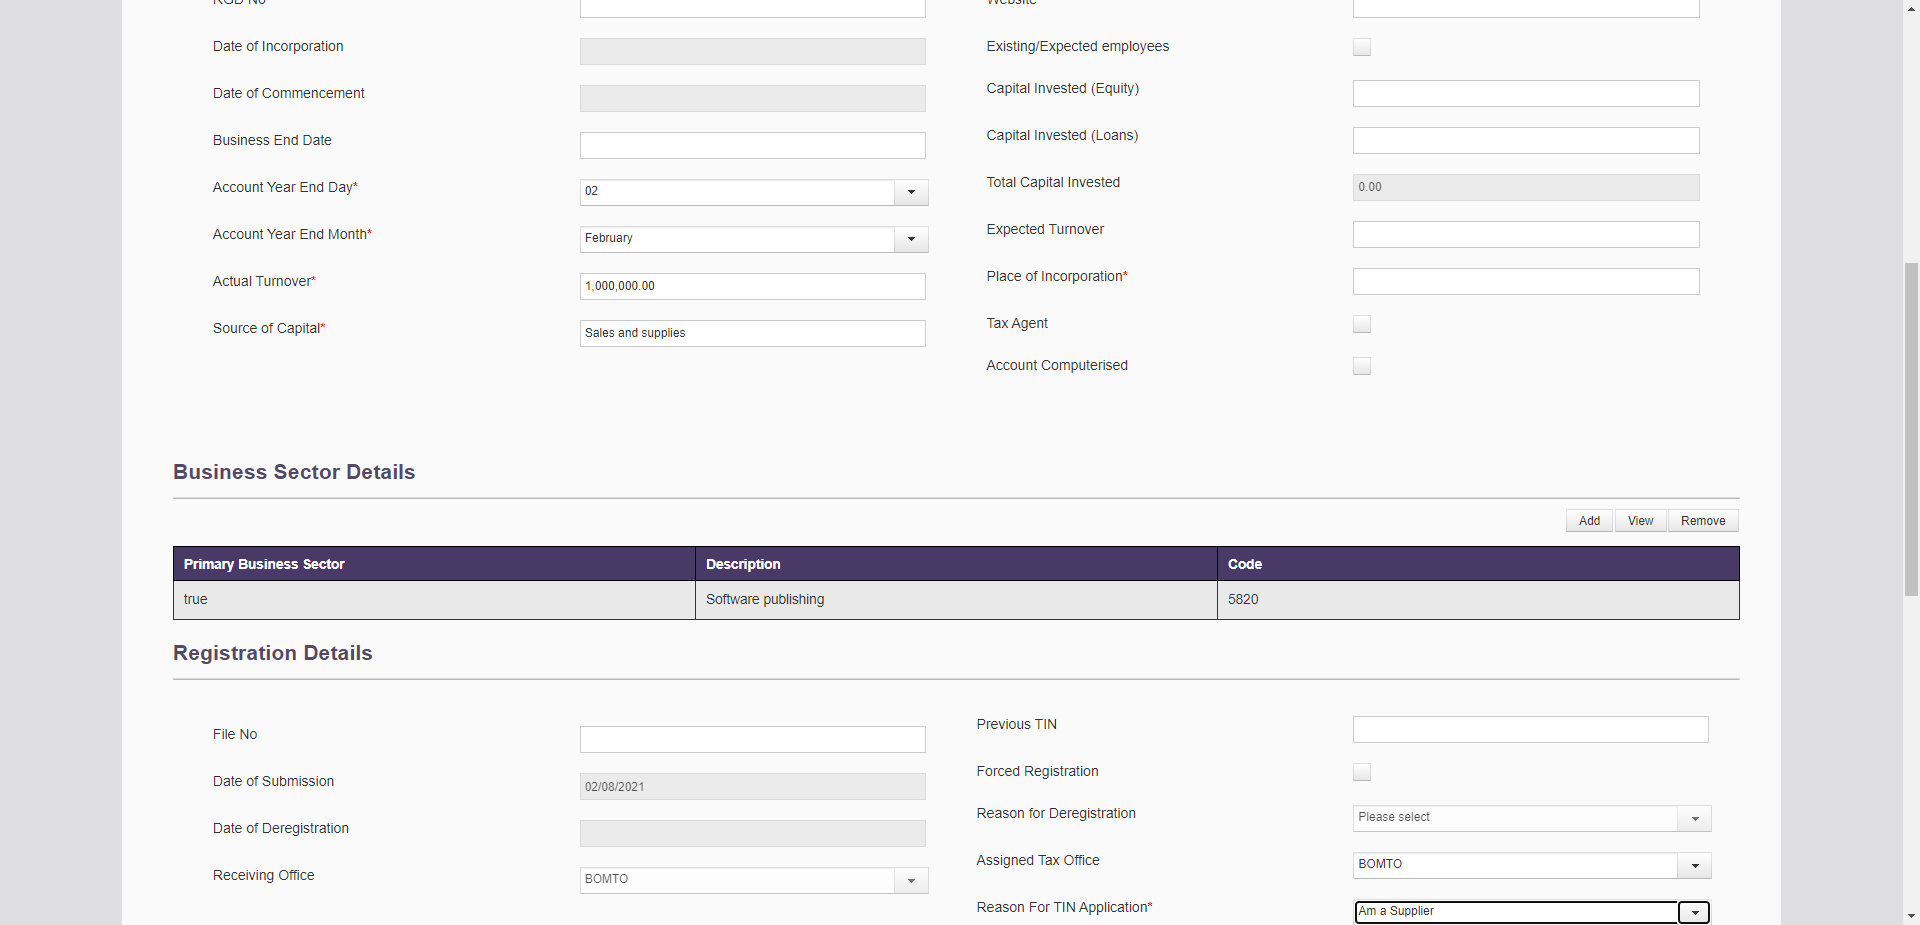 RGD No
Website
Date of Incorporation
Existing/Expected employees
Date of Commencement
Capital Invested (Equity)
Business End Date
Capital Invested (Loans)
Account Year End Day* 02
Total Capital Invested 0.00
Account Year End Month* February
Expected Turnover
Actual Turnover* 1,000,000.00
Place of Incorporation*
Source of Capital* Sales and supplies
Tax Agent
Account Computerised
Business Sector Details
Add View Remove
Primary Business Sector Description Code
true Software publishing 5820
Registration Details
File No
Previous TIN
Date of Submission 02/08/2021
Forced Registration
Date of Deregistration
Reason for Deregistration Please select
Receiving Office BOMTO
Assigned Tax Office BOMTO
Reason For TIN Application* Am a Supplier